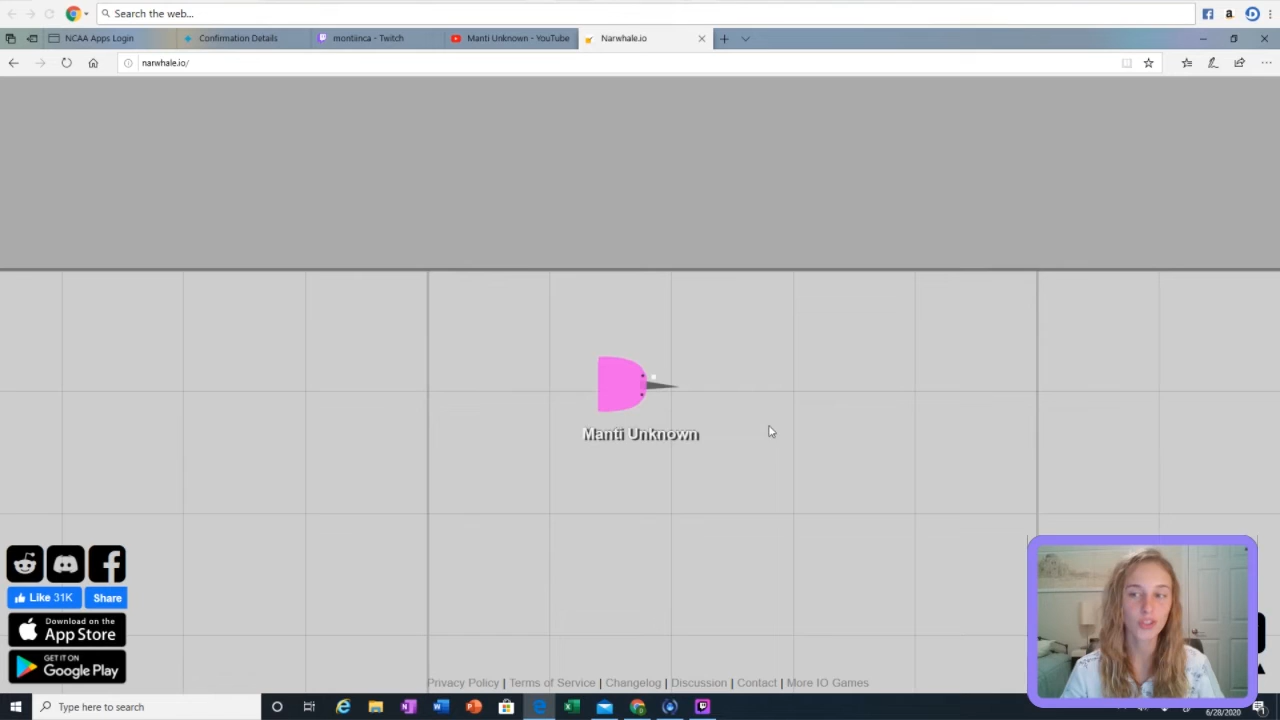 Search the web...
NCAA Apps Login
Confirmation Details
montiinca - Twitch
Manti Unknown - YouTube
Narwhale.io
narwhale.io/
Manti Unknown
Like 31K
Share
Download on the
App Store
GET IT ON
Google Play
Privacy Policy | Terms of Service | Changelog | Discussion | Contact | More IO Games
Type here to search
6/28/2020